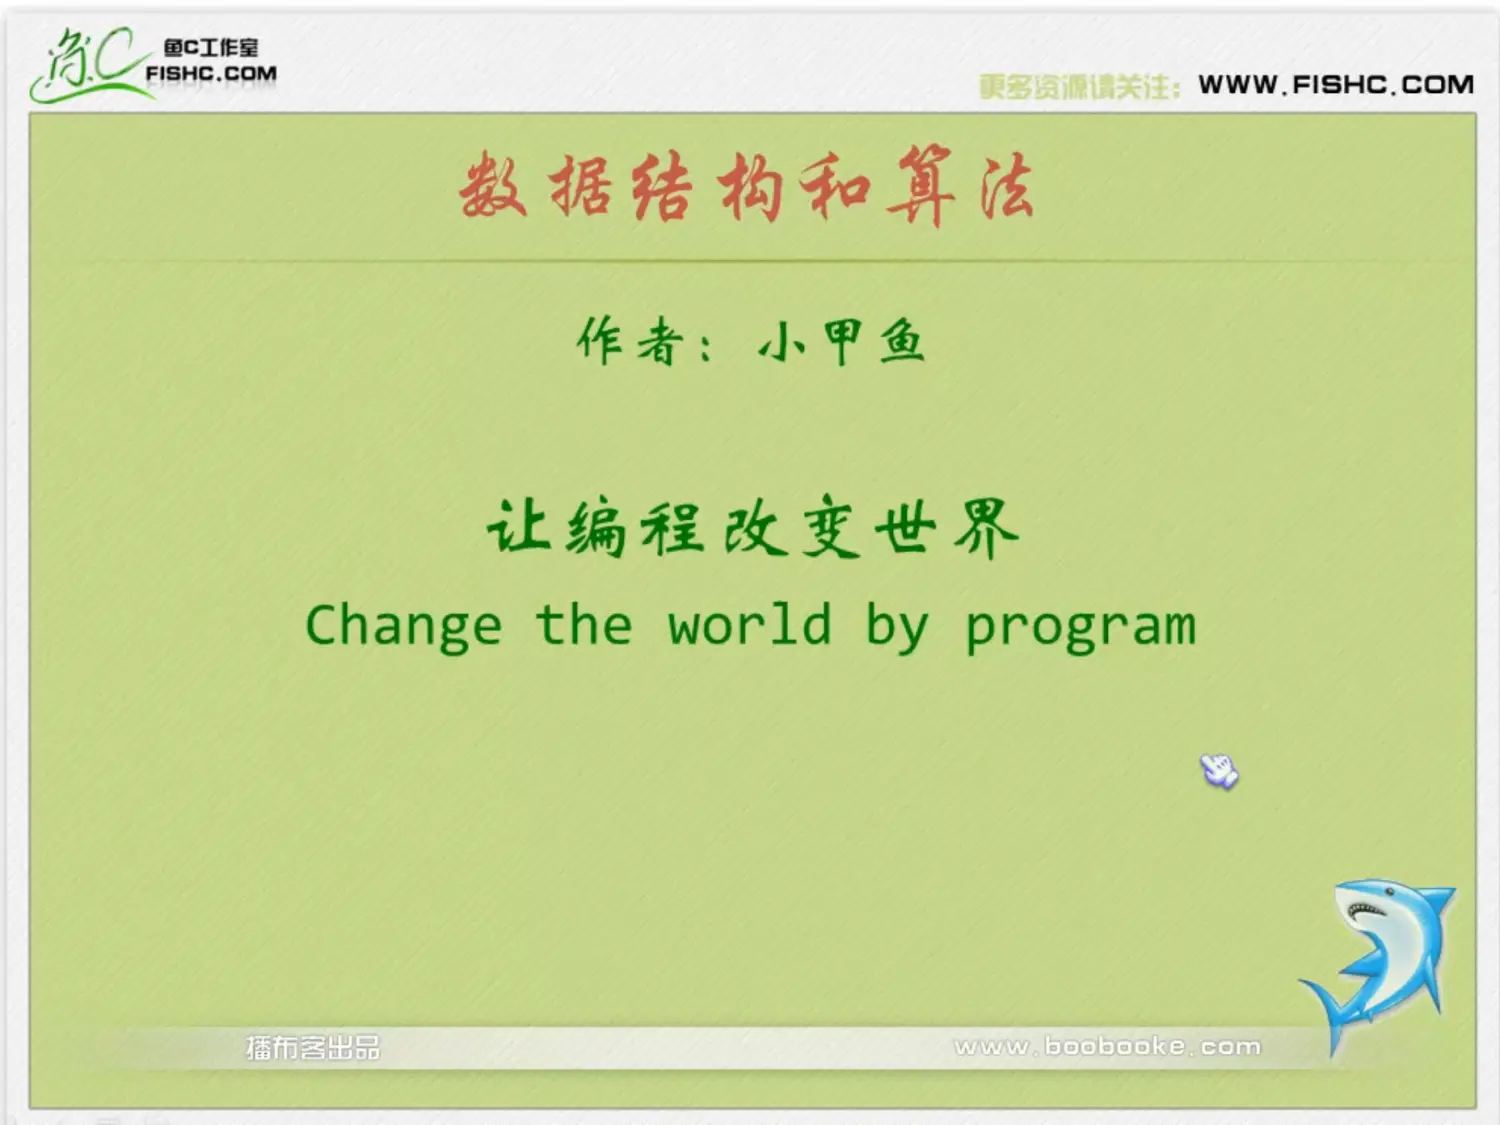 渔C 鱼C工作室
FISHC.COM
更多资源请关注： WWW.FISHC.COM
数据结构和算法
作者：小甲鱼
让编程改变世界
Change the world by program
播布客出品 www.boobooke.com